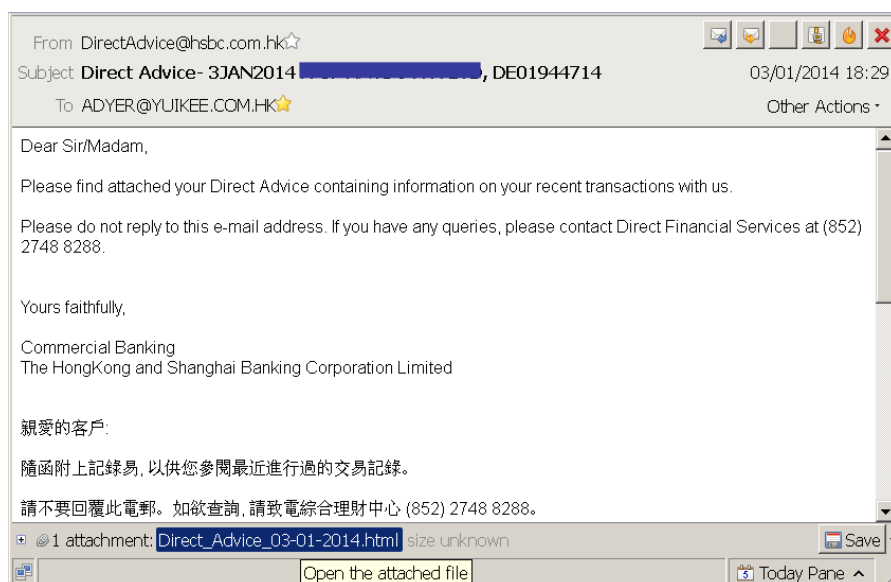 From DirectAdvice@hsbc.com.hk
Subject Direct Advice- 3JAN2014 , DE01944714 03/01/2014 18:29
To ADYER@YUIKEE.COM.HK Other Actions
Dear Sir/Madam,
Please find attached your Direct Advice containing information on your recent transactions with us.
Please do not reply to this e-mail address. If you have any queries, please contact Direct Financial Services at (852)
2748 8288.
Yours faithfully,
Commercial Banking
The HongKong and Shanghai Banking Corporation Limited
親愛的客戶:
隨函附上記錄易, 以供您參閱最近進行過的交易記錄。
請不要回覆此電郵。如欲查詢, 請致電綜合理財中心 (852) 2748 8288。
1 attachment: Direct_Advice_03-01-2014.html size unknown Save
Open the attached file 5 Today Pane